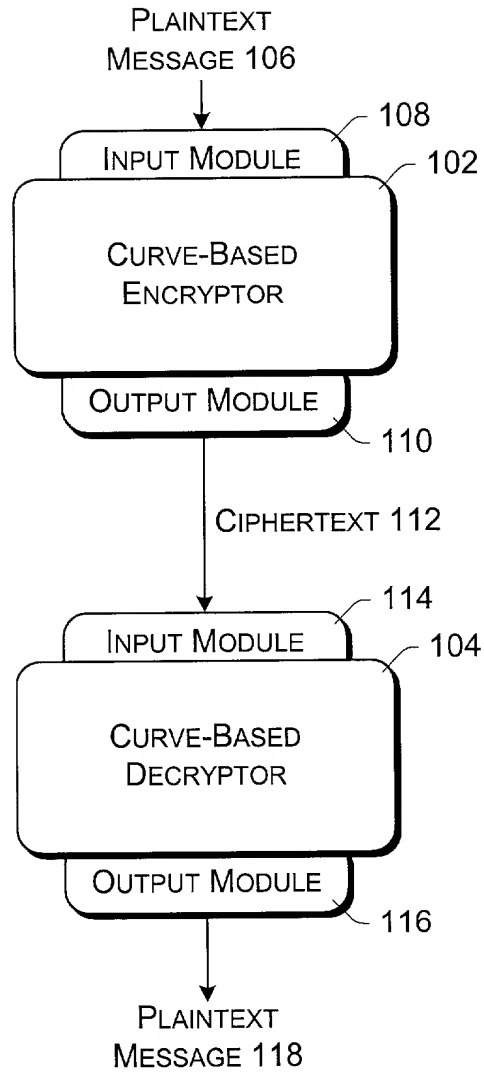 PLAINTEXT
MESSAGE 106
108
INPUT MODULE
102
CURVE-BASED
ENCRYPTOR
OUTPUT MODULE
110
CIPHERTEXT 112
114
INPUT MODULE
104
CURVE-BASED
DECRYPTOR
OUTPUT MODULE
116
PLAINTEXT
MESSAGE 118